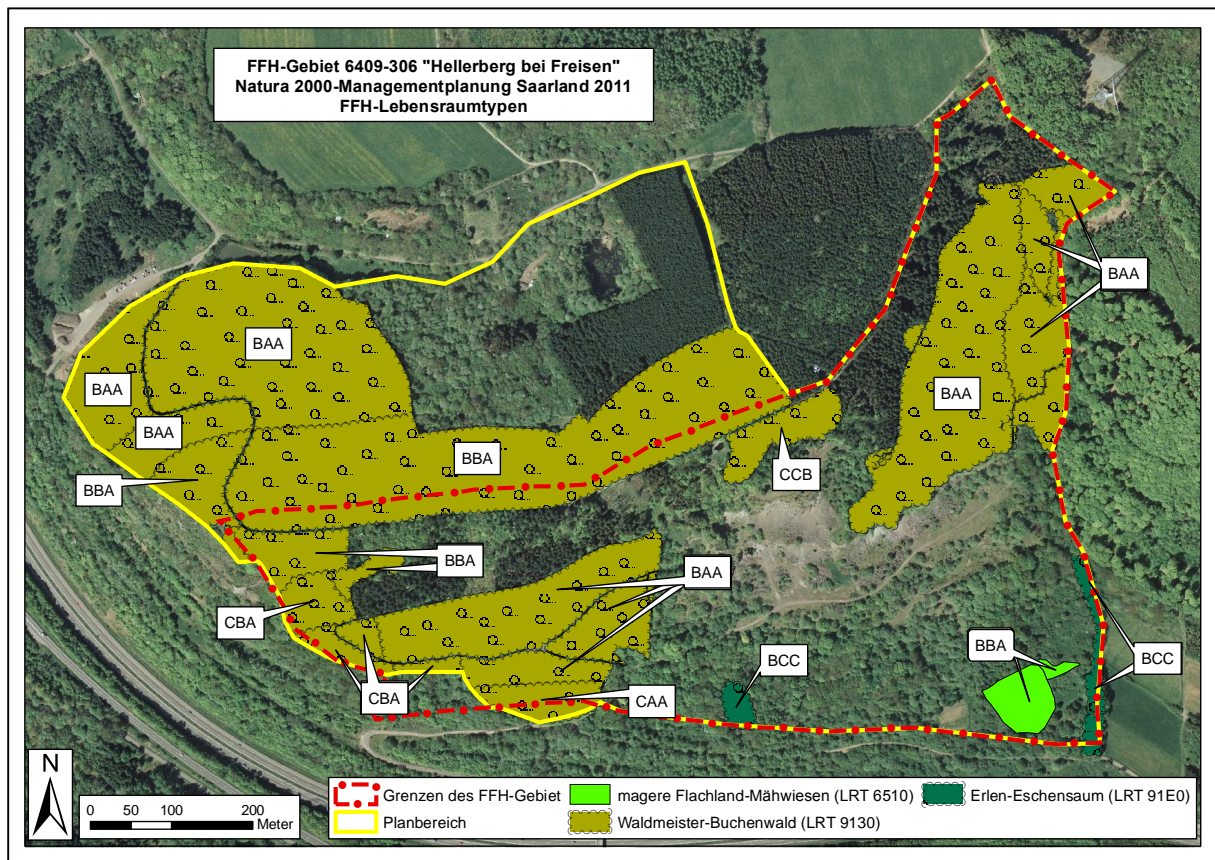 FFH-Gebiet 6409-306 "Hellerberg bei Freisen"
Natura 2000-Managementplanung Saarland 2011
FFH-Lebensraumtypen
BAA
BAA
BAA
BAA
BAA
BBA
BBA
CCB
BBA
BAA
CBA
BCC
BBA
BCC
CBA
CAA
N
0 50 100 200
Meter
Grenzen des FFH-Gebiet
magere Flachland-Mähwiesen (LRT 6510)
Erlen-Eschensaum (LRT 91E0)
Planbereich
Waldmeister-Buchenwald (LRT 9130)